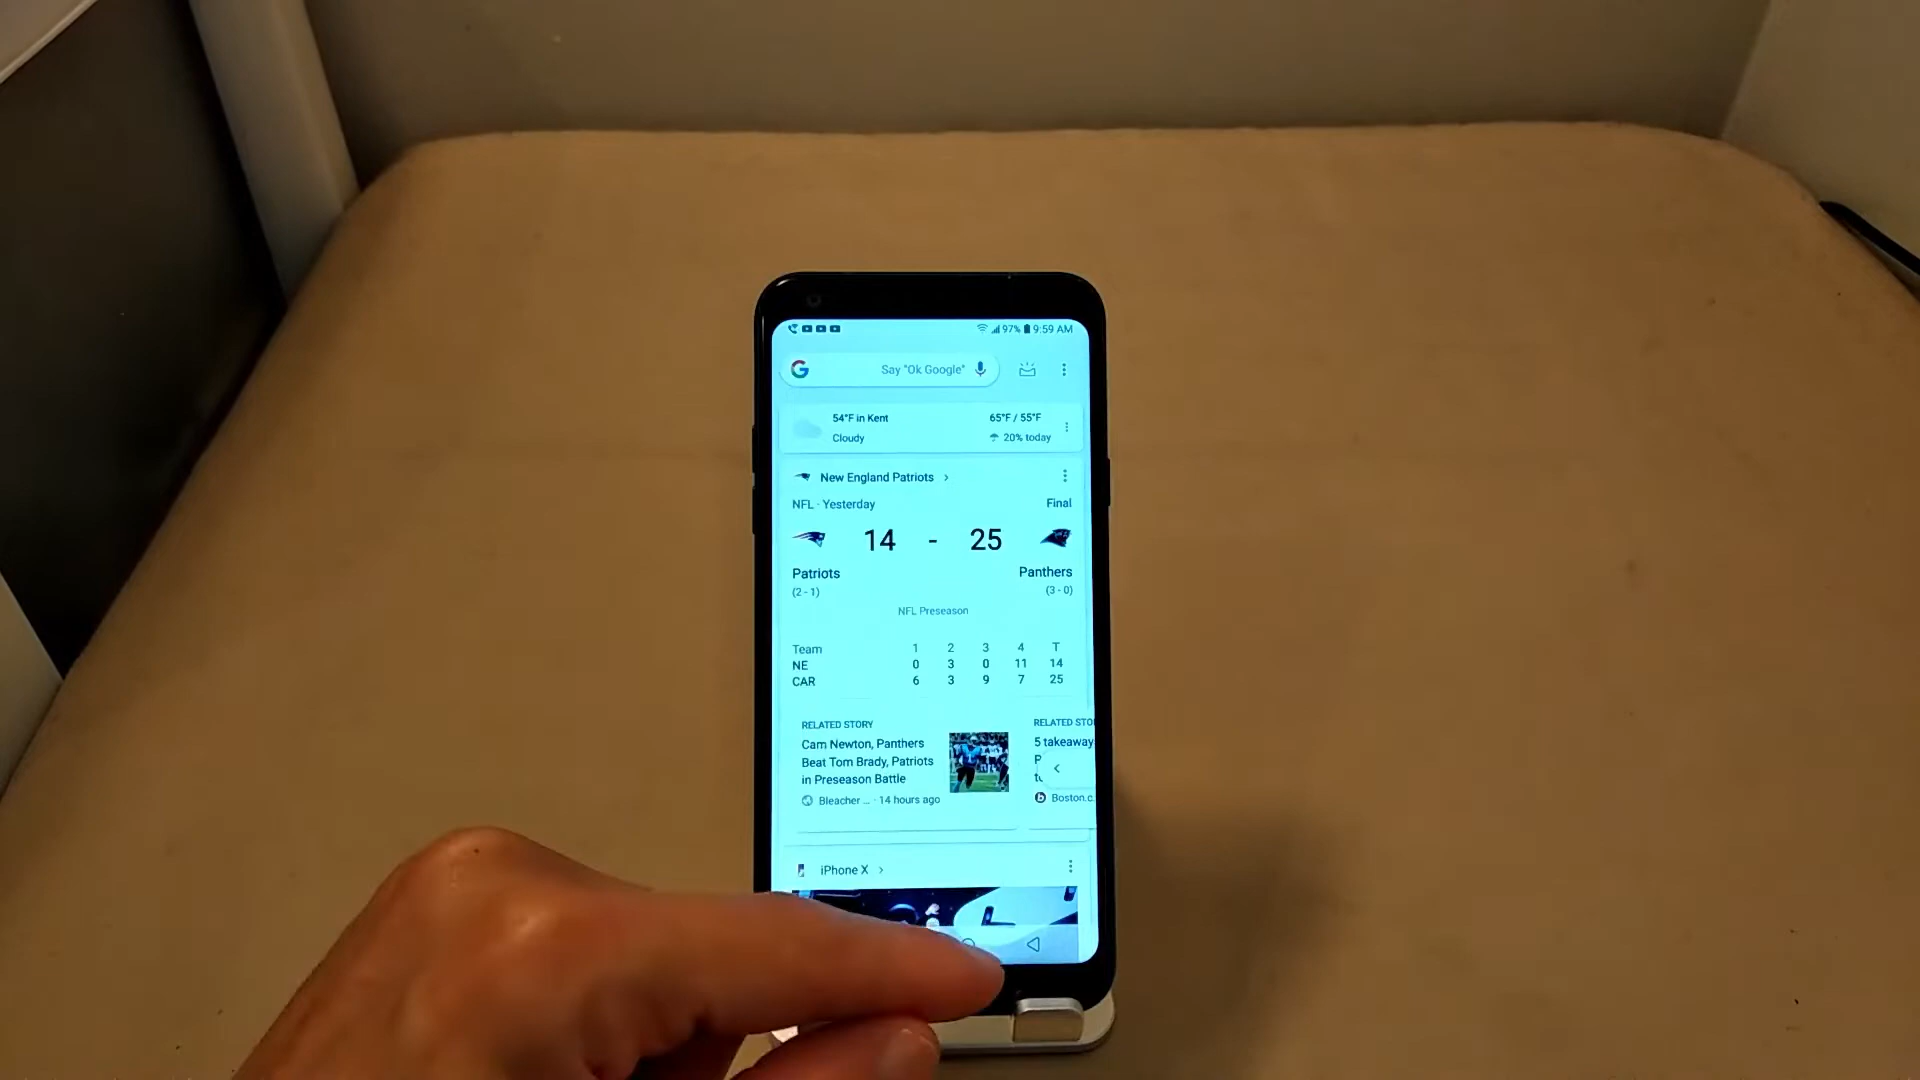 97% 9:59 AM
G Say "Ok Google"
54°F in Kent 65°F / 55°F
Cloudy 20% today
New England Patriots >
NFL · Yesterday Final
14 - 25
Patriots Panthers
(2 - 1) (3 - 0)
NFL Preseason
Team 1 2 3 4 T
NE 0 3 0 11 14
CAR 6 3 9 7 25
RELATED STORY
Cam Newton, Panthers
Beat Tom Brady, Patriots
in Preseason Battle
Bleacher ... · 14 hours ago
RELATED STO
5 takeaway
P
Boston.c
iPhone X >